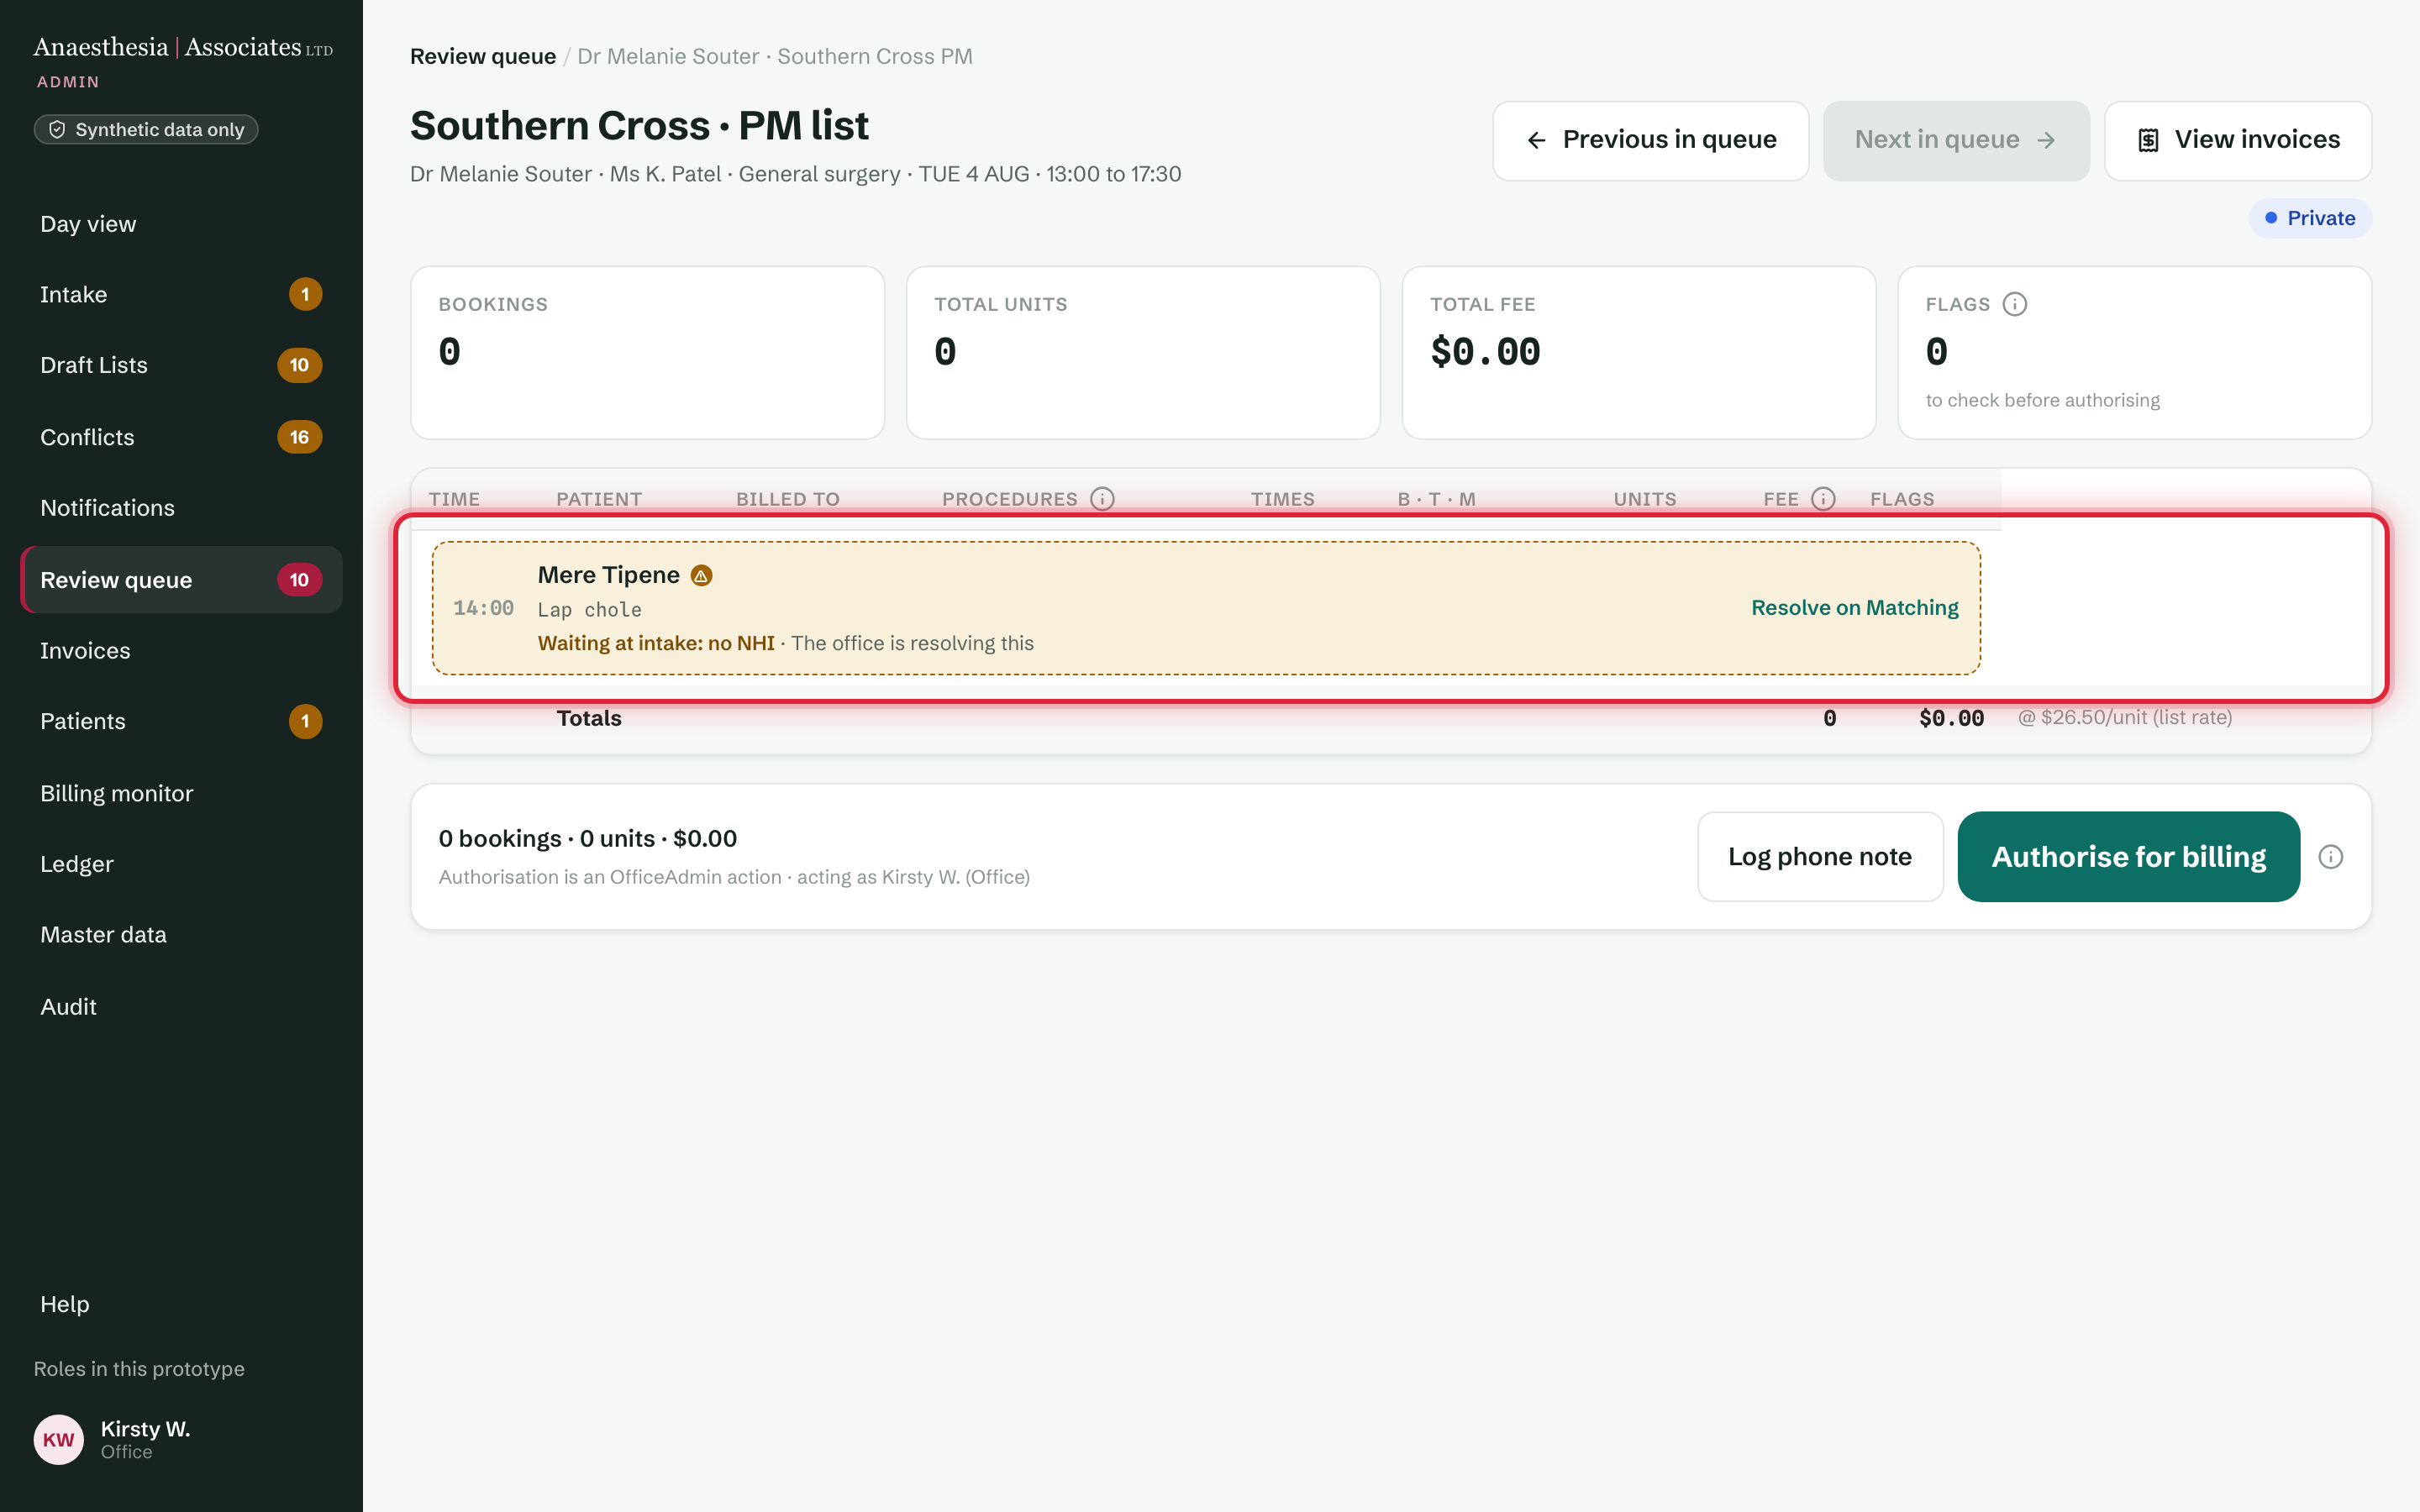 Anaesthesia | Associates LTD
ADMIN
Synthetic data only
Day view
Intake 1
Draft Lists 10
Conflicts 16
Notifications
Review queue 10
Invoices
Patients 1
Billing monitor
Ledger
Master data
Audit
Help
Roles in this prototype
KW
Kirsty W.
Office
Review queue / Dr Melanie Souter · Southern Cross PM
Southern Cross · PM list
Dr Melanie Souter · Ms K. Patel · General surgery · TUE 4 AUG · 13:00 to 17:30
← Previous in queue
Next in queue →
View invoices
Private
BOOKINGS
0
TOTAL UNITS
0
TOTAL FEE
$0.00
FLAGS
0
to check before authorising
TIME PATIENT BILLED TO PROCEDURES TIMES B · T · M UNITS FEE FLAGS
14:00
Mere Tipene
Lap chole
Waiting at intake: no NHI · The office is resolving this
Resolve on Matching
Totals 0 $0.00 @ $26.50/unit (list rate)
0 bookings · 0 units · $0.00
Authorisation is an OfficeAdmin action · acting as Kirsty W. (Office)
Log phone note
Authorise for billing